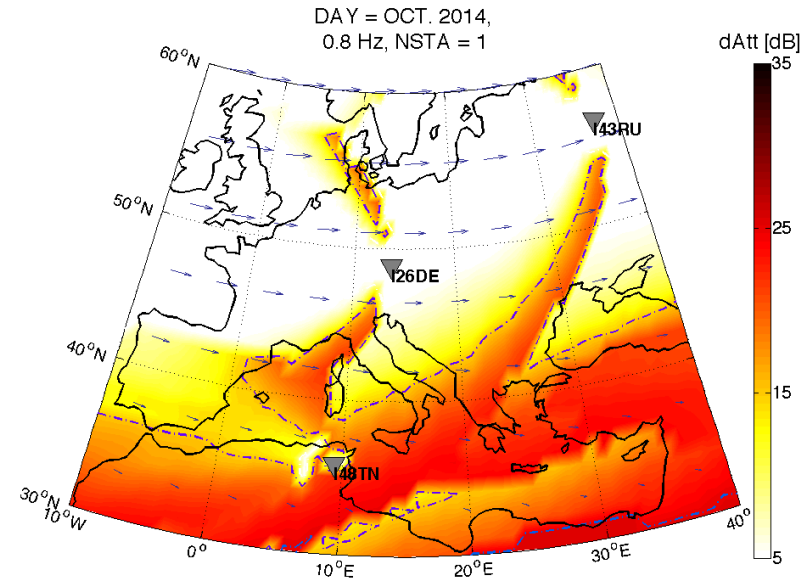 DAY = OCT. 2014,
0.8 Hz, NSTA = 1
dAtt [dB]
60°N
50°N
40°N
30°N
10°W
0°
10°E
20°E
30°E
40°
I43RU
I26DE
I48TN
35
25
15
5